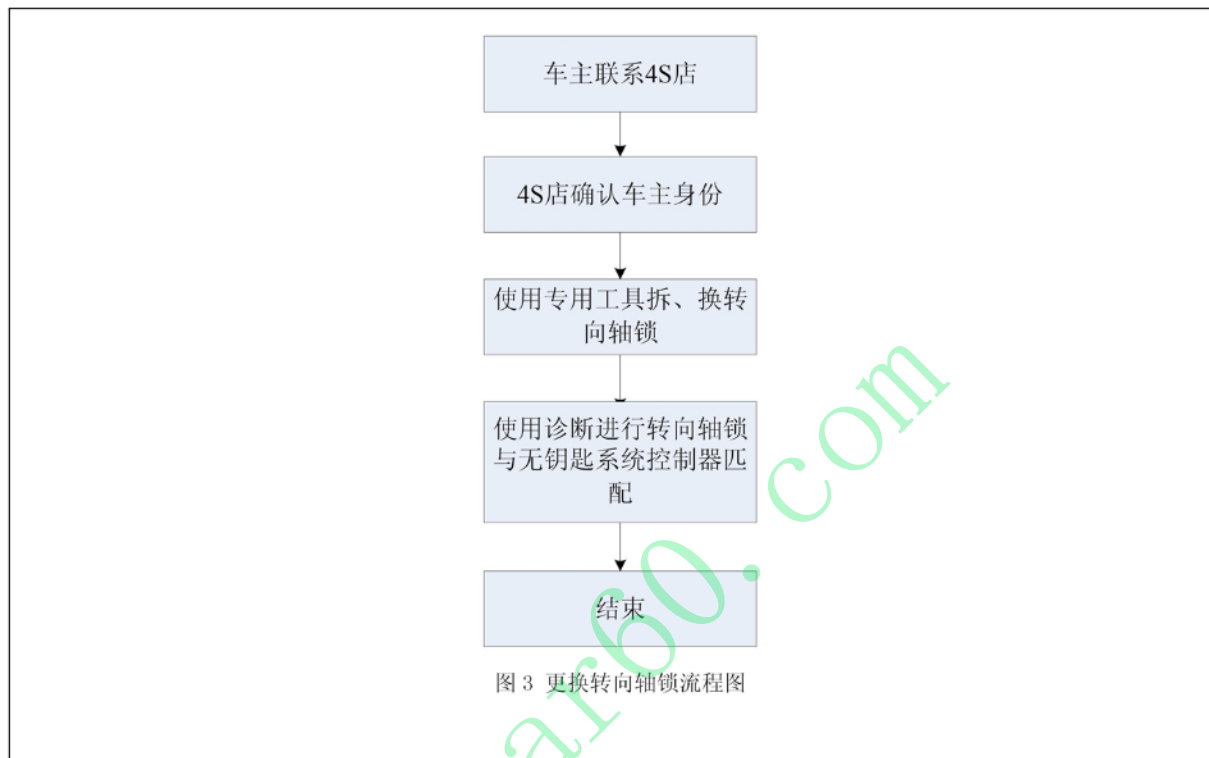 车主联系4S店
4S店确认车主身份
使用专用工具拆、换转
向轴锁
使用诊断进行转向轴锁
与无钥匙系统控制器匹
配
结束
图 3 更换转向轴锁流程图
ar60.com